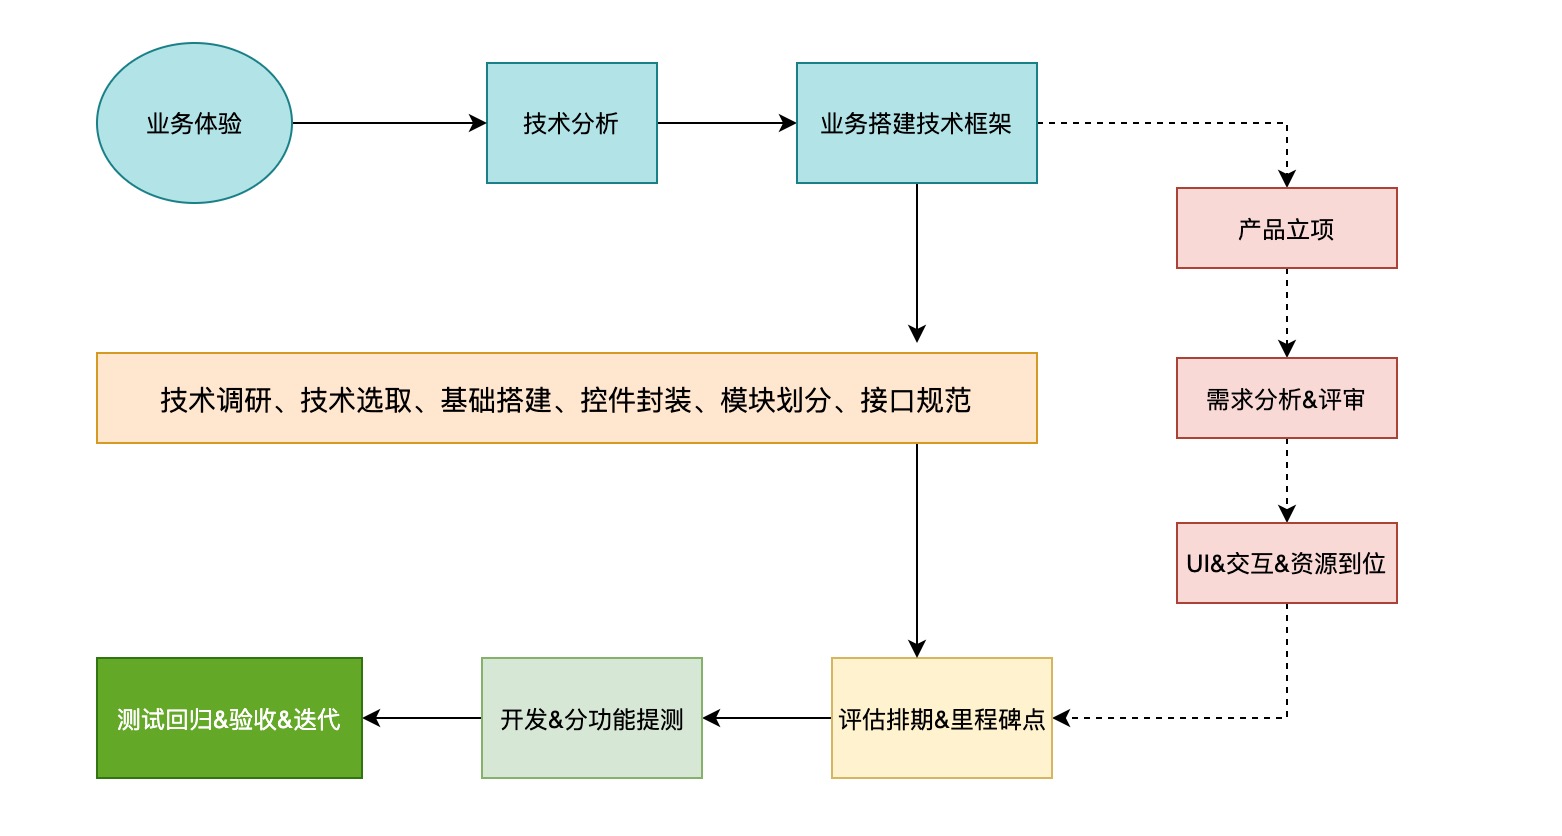 业务体验
技术分析
业务搭建技术框架
产品立项
技术调研、技术选取、基础搭建、控件封装、模块划分、接口规范
需求分析&评审
UI&交互&资源到位
测试回归&验收&迭代
开发&分功能提测
评估排期&里程碑点